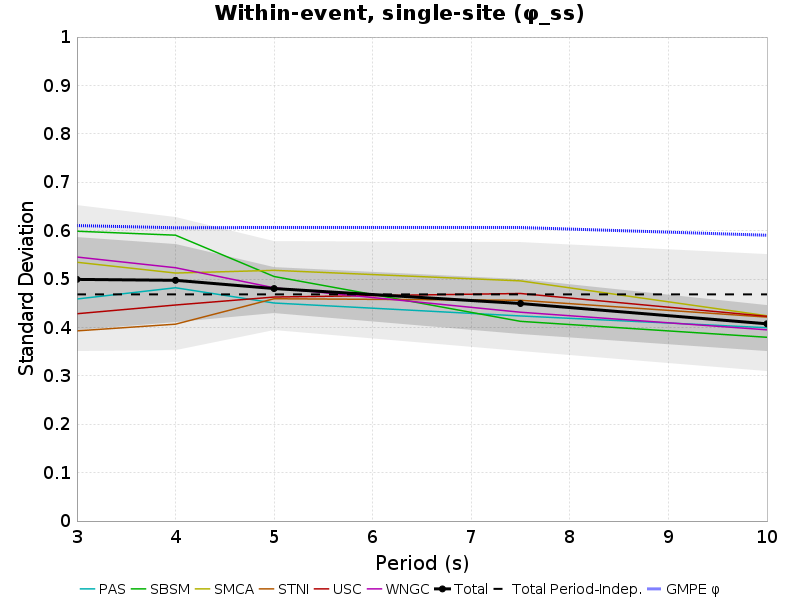 Within-event, single-site (φ_ss)
1
0.9
0.8
0.7
0.6
0.5
0.4
0.3
0.2
0.1
0
Standard Deviation
3 4 5 6 7 8 9 10
Period (s)
PAS SBSM SMCA STNI USC WNGC Total Total Period-Indep. GMPE φ